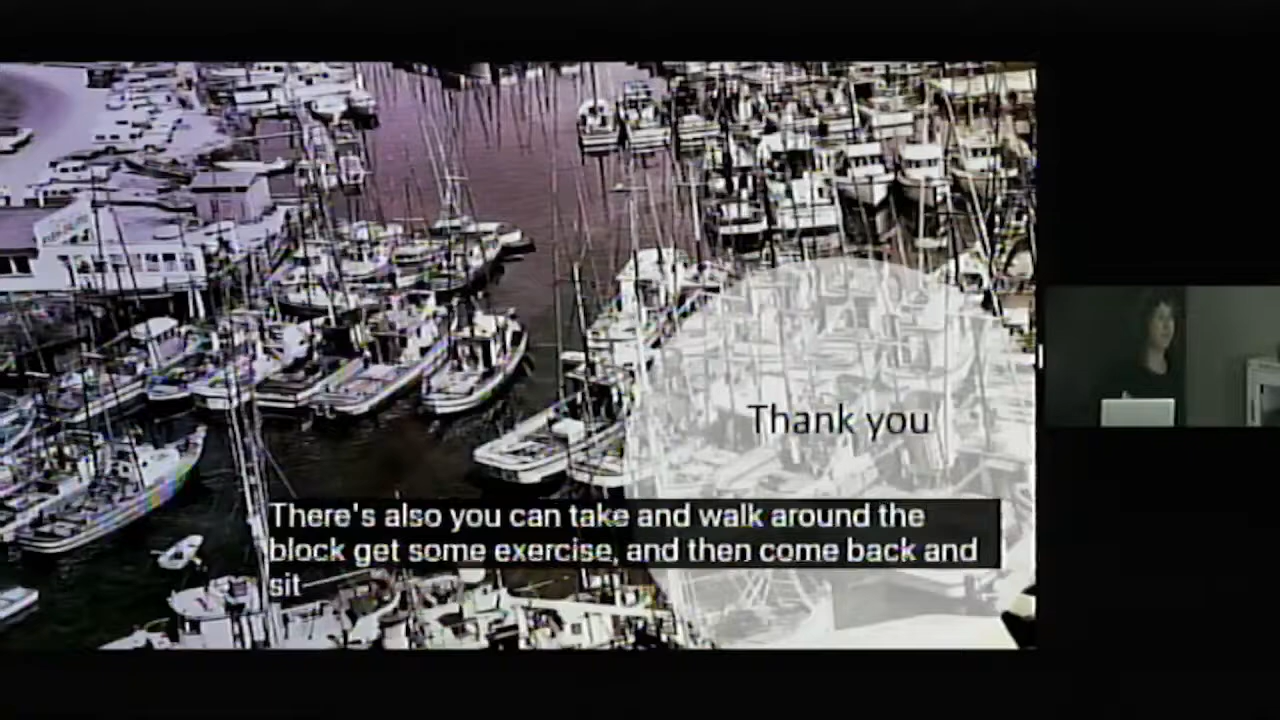 Thank you
There's also you can take and walk around the
block get some exercise, and then come back and
sit